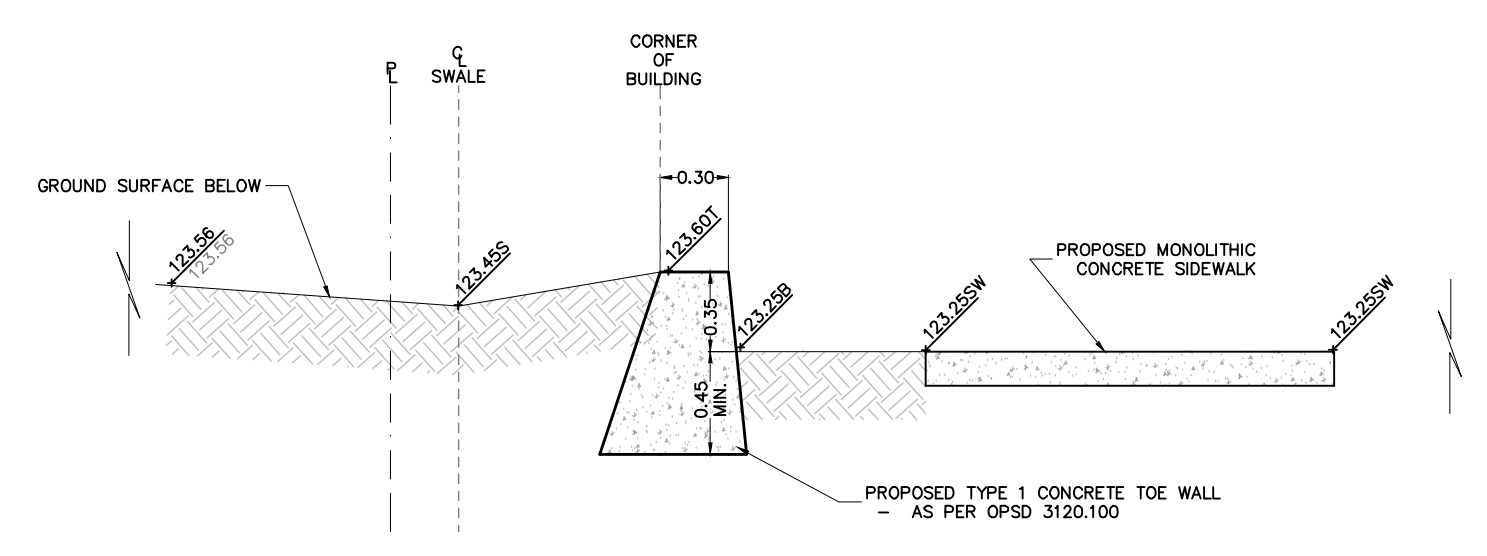 CORNER
OF
BUILDING
℄
SWALE
PL
0.30
GROUND SURFACE BELOW
123.56
123.56
123.45S
123.60T
0.35
123.25B
123.25SW
PROPOSED MONOLITHIC
CONCRETE SIDEWALK
123.25SW
0.45
MIN.
PROPOSED TYPE 1 CONCRETE TOE WALL
- AS PER OPSD 3120.100